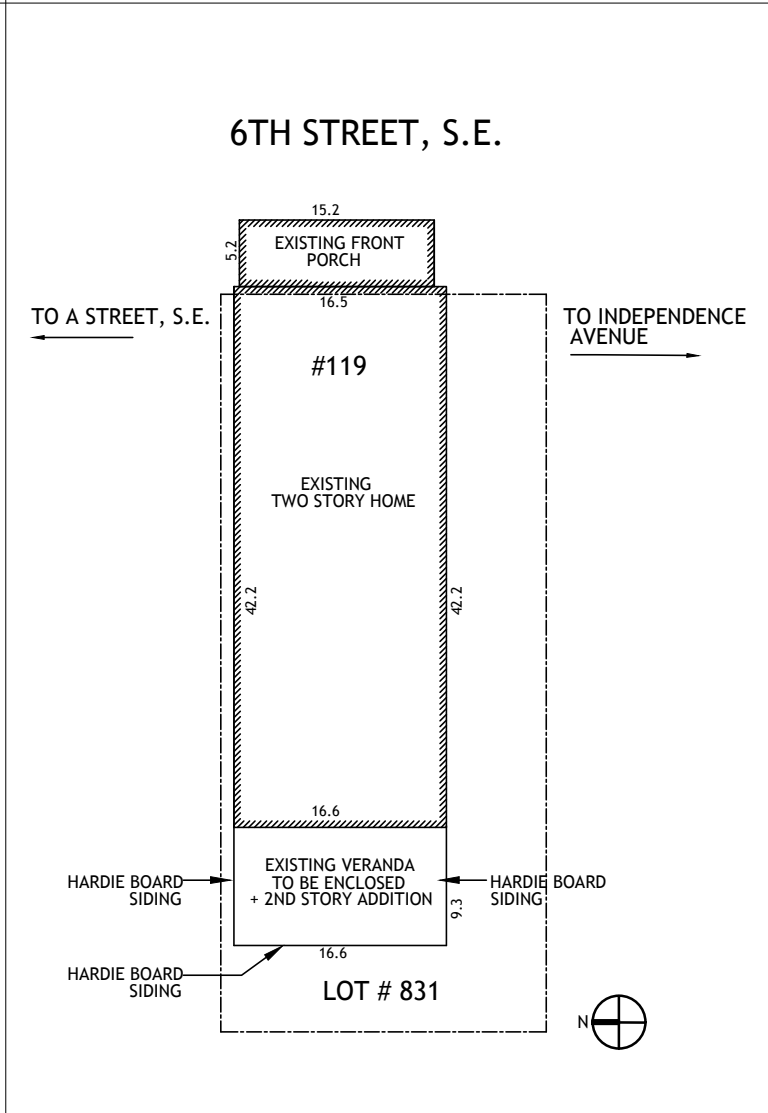 6TH STREET, S.E.
15.2
5.2
EXISTING FRONT
PORCH
16.5
TO A STREET, S.E.
TO INDEPENDENCE
AVENUE
#119
EXISTING
TWO STORY HOME
42.2
42.2
16.6
EXISTING VERANDA
TO BE ENCLOSED
+ 2ND STORY ADDITION
HARDIE BOARD
SIDING
HARDIE BOARD
SIDING
9.3
16.6
HARDIE BOARD
SIDING
LOT # 831
N